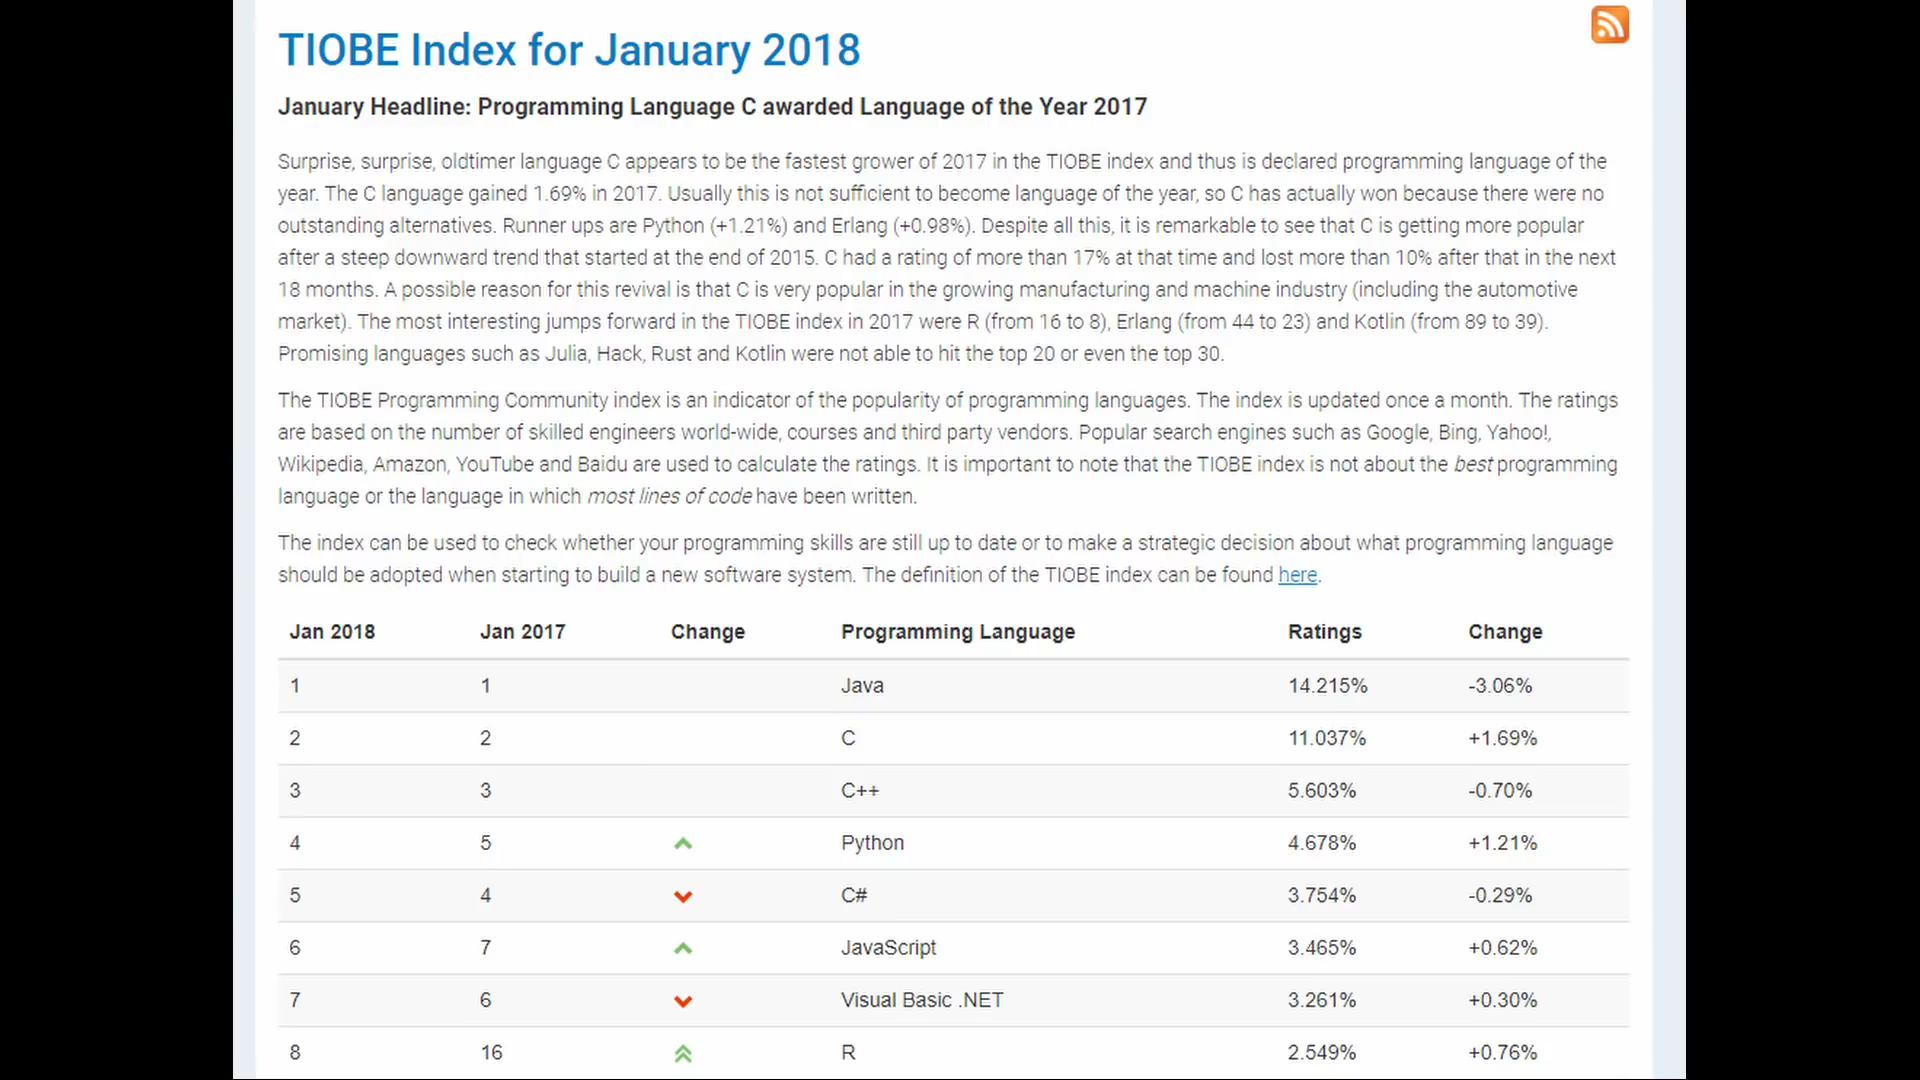 TIOBE Index for January 2018
January Headline: Programming Language C awarded Language of the Year 2017
Surprise, surprise, oldtimer language C appears to be the fastest grower of 2017 in the TIOBE index and thus is declared programming language of the
year. The C language gained 1.69% in 2017. Usually this is not sufficient to become language of the year, so C has actually won because there were no
outstanding alternatives. Runner ups are Python (+1.21%) and Erlang (+0.98%). Despite all this, it is remarkable to see that C is getting more popular
after a steep downward trend that started at the end of 2015. C had a rating of more than 17% at that time and lost more than 10% after that in the next
18 months. A possible reason for this revival is that C is very popular in the growing manufacturing and machine industry (including the automotive
market). The most interesting jumps forward in the TIOBE index in 2017 were R (from 16 to 8), Erlang (from 44 to 23) and Kotlin (from 89 to 39).
Promising languages such as Julia, Hack, Rust and Kotlin were not able to hit the top 20 or even the top 30.
The TIOBE Programming Community index is an indicator of the popularity of programming languages. The index is updated once a month. The ratings
are based on the number of skilled engineers world-wide, courses and third party vendors. Popular search engines such as Google, Bing, Yahoo!,
Wikipedia, Amazon, YouTube and Baidu are used to calculate the ratings. It is important to note that the TIOBE index is not about the best programming
language or the language in which most lines of code have been written.
The index can be used to check whether your programming skills are still up to date or to make a strategic decision about what programming language
should be adopted when starting to build a new software system. The definition of the TIOBE index can be found here.
Jan 2018 Jan 2017 Change Programming Language Ratings Change
1 1 Java 14.215% -3.06%
2 2 C 11.037% +1.69%
3 3 C++ 5.603% -0.70%
4 5 Python 4.678% +1.21%
5 4 C# 3.754% -0.29%
6 7 JavaScript 3.465% +0.62%
7 6 Visual Basic .NET 3.261% +0.30%
8 16 R 2.549% +0.76%